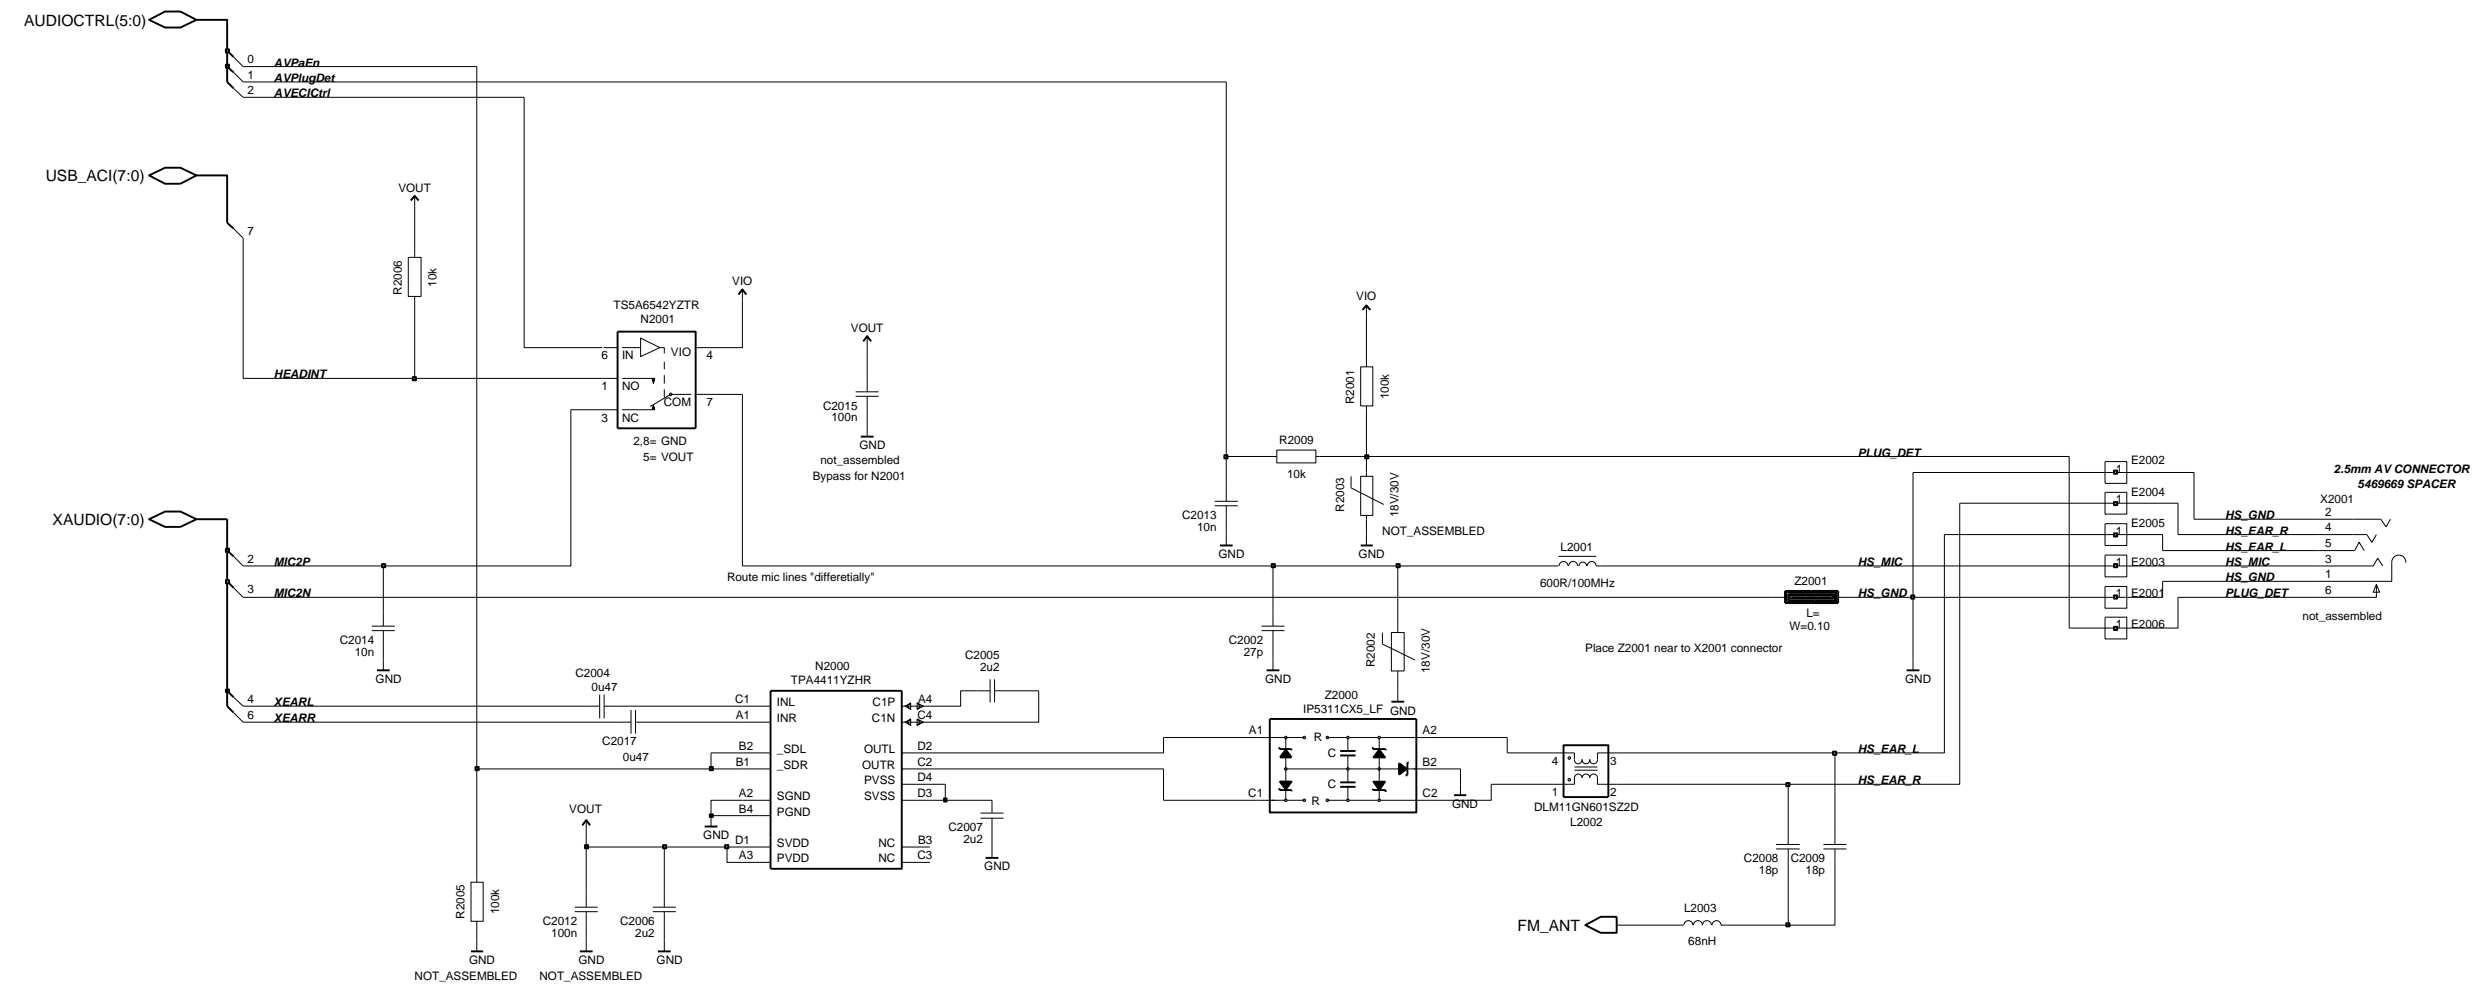 AUDIOCTRL(5:0)
0 AVPaEn
1 AVPlugDet
2 AVECICtrl
USB_ACI(7:0)
7
VOUT
R2006
10k
HEADINT
TS5A6542YZTR
N2001
VIO
6 IN VIO 4
1 NO
COM 7
3 NC
2,8= GND
5= VOUT
VOUT
C2015
100n
GND
not_assembled
Bypass for N2001
VIO
R2001
100k
R2009
10k
PLUG_DET
R2003
18V/30V
C2013
10n
NOT_ASSEMBLED
GND
GND
E2002
E2004
E2005
E2003
E2001
E2006
1
1
1
1
1
1
2.5mm AV CONNECTOR
5469669 SPACER
X2001
HS_GND 2
HS_EAR_R 4
HS_EAR_L 5
HS_MIC 3
HS_GND 1
PLUG_DET 6
not_assembled
XAUDIO(7:0)
2 MIC2P
3 MIC2N
Route mic lines "differetially"
L2001
600R/100MHz
HS_MIC
Z2001
HS_GND
L=
W=0.10
Place Z2001 near to X2001 connector
GND
C2014
10n
GND
C2002
27p
GND
R2002
18V/30V
GND
4 XEARL
6 XEARR
C2004
0u47
C2017
0u47
N2000
TPA4411YZHR
C2005
2u2
C1 INL C1P A4
A1 INR C1N C4
B2 _SDL OUTL D2
B1 _SDR OUTR C2
PVSS D4
A2 SGND SVSS D3
B4 PGND
GND
D1 SVDD NC B3
A3 PVDD NC C3
C2007
2u2
GND
VOUT
R2005
100k
C2012
100n
C2006
2u2
GND
GND
GND
NOT_ASSEMBLED
NOT_ASSEMBLED
Z2000
IP5311CX5_LF
A1 R A2
C
B2
C
C1 R C2
GND
4 3
1 2
DLM11GN601SZ2D
L2002
HS_EAR_L
HS_EAR_R
C2008
18p
C2009
18p
FM_ANT
L2003
68nH